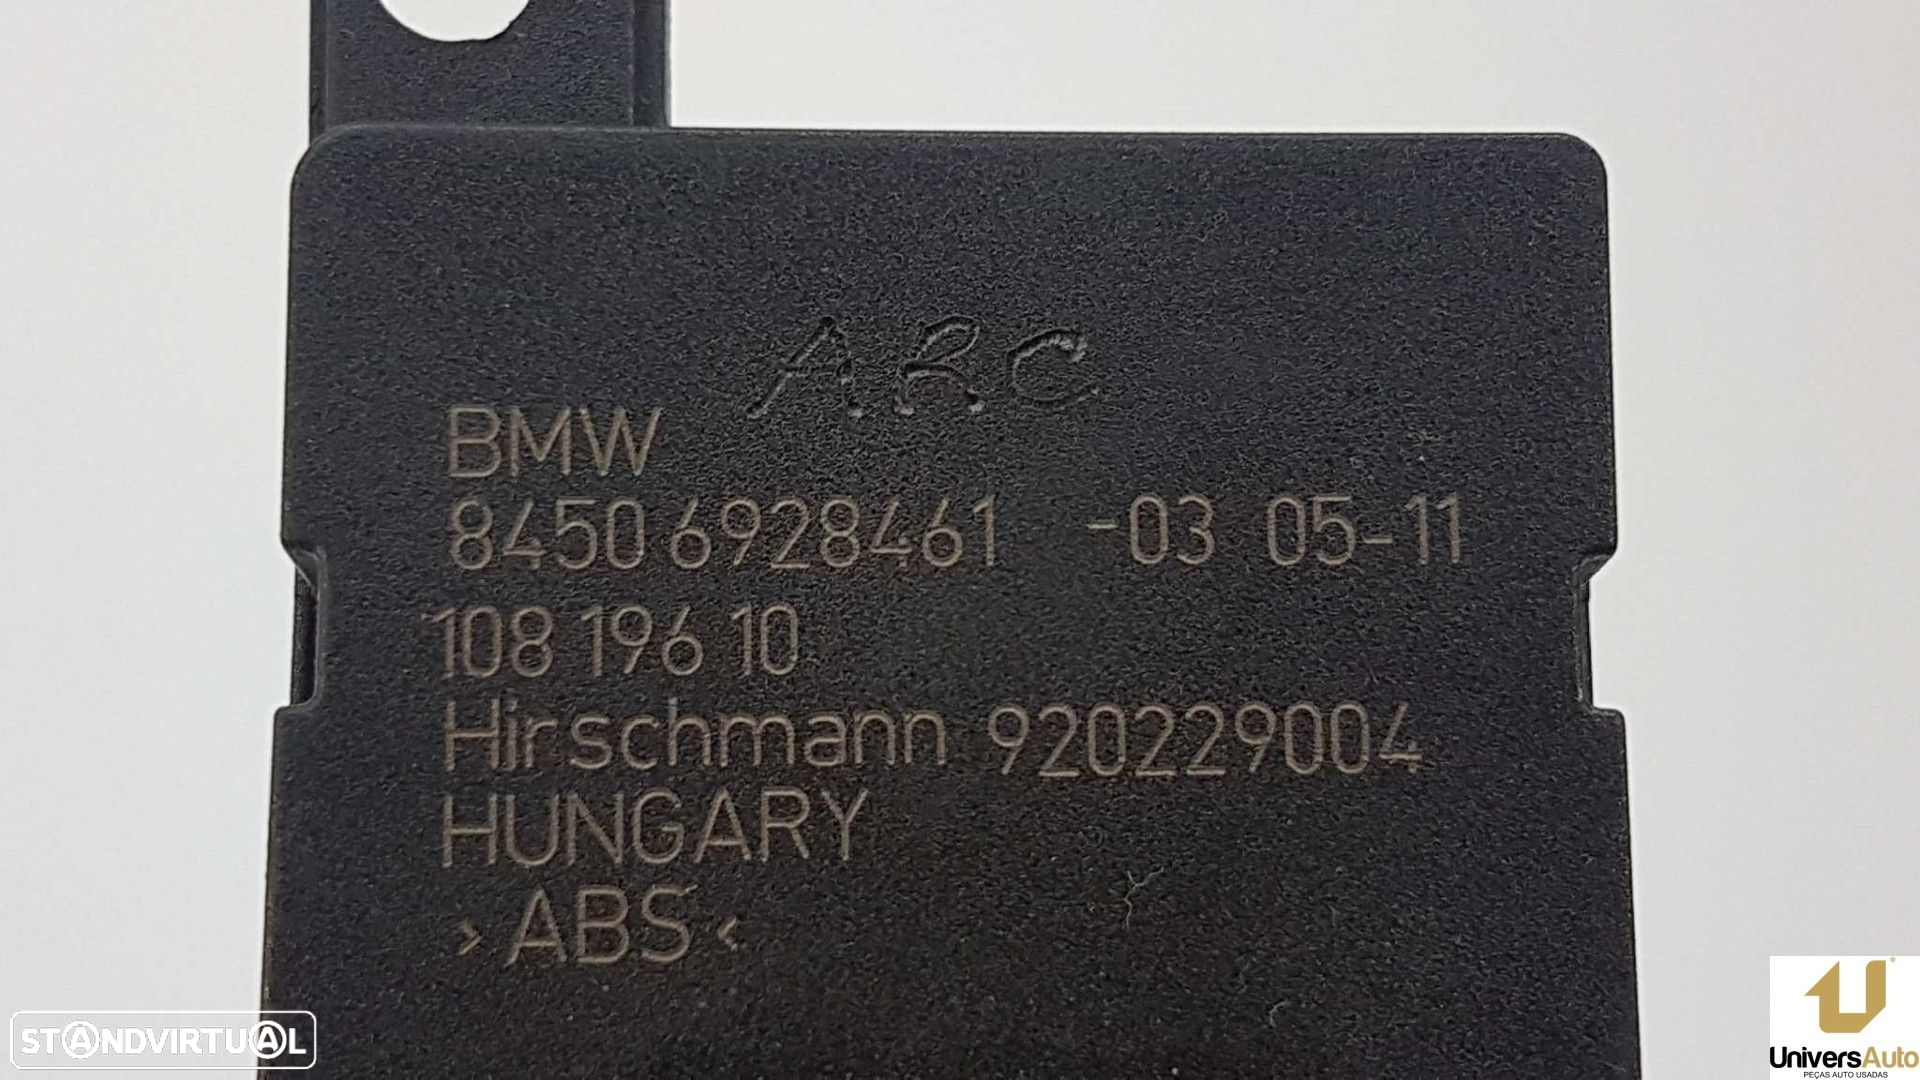 ARC
BMW
8450 6928461 -03 05-11
108 196 10
Hirschmann 920229004
HUNGARY
>ABS<
STANDVIRTUAL
UniversAuto
PEÇAS AUTO USADAS